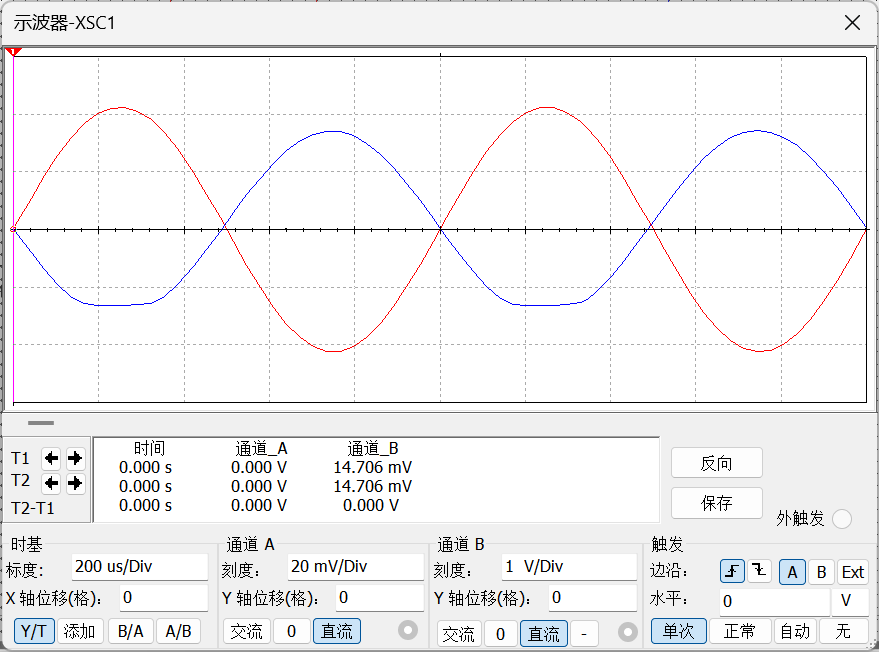 示波器-XSC1
1
时间 通道_A 通道_B
T1 0.000 s 0.000 V 14.706 mV
T2 0.000 s 0.000 V 14.706 mV
T2-T1 0.000 s 0.000 V 0.000 V
反向
保存
外触发
时基
标度: 200 us/Div
X 轴位移(格): 0
Y/T 添加 B/A A/B
通道 A
刻度: 20 mV/Div
Y 轴位移(格): 0
交流 0 直流
通道 B
刻度: 1 V/Div
Y 轴位移(格): 0
交流 0 直流 -
触发
边沿: A B Ext
水平: 0 V
单次 正常 自动 无